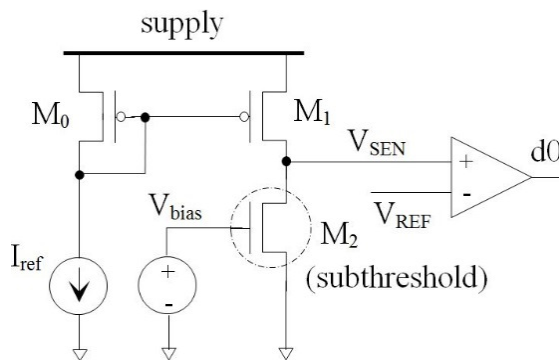 supply
M0
M1
VSEN
d0
+
-
VREF
Vbias
M2
(subthreshold)
Iref
+
-